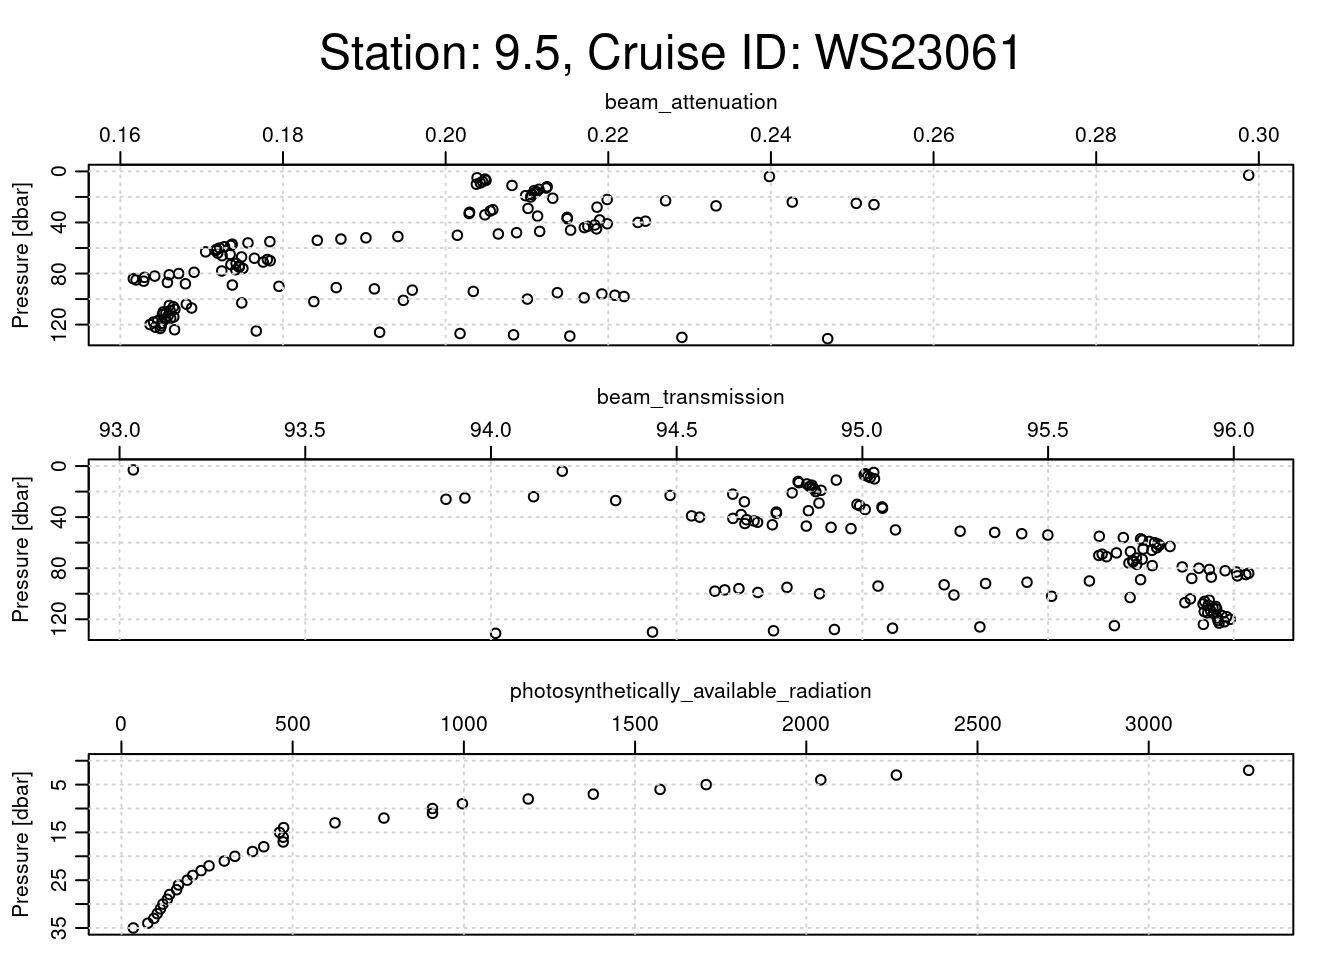 Station: 9.5, Cruise ID: WS23061
beam_attenuation
0.16 0.18 0.20 0.22 0.24 0.26 0.28 0.30
Pressure [dbar]
0
40
80
120
beam_transmission
93.0 93.5 94.0 94.5 95.0 95.5 96.0
Pressure [dbar]
0
40
80
120
photosynthetically_available_radiation
0 500 1000 1500 2000 2500 3000
Pressure [dbar]
5
15
25
35